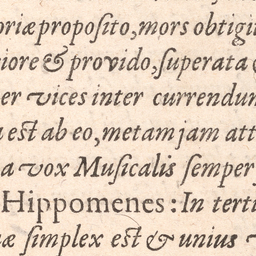 oriæ proposito, mors obtigi
iore & provido, superata
er vices inter currendum
est ab eo, metam jam att
a vox Musicalis semper
Hippomenes: In terti
æ simplex est & unius